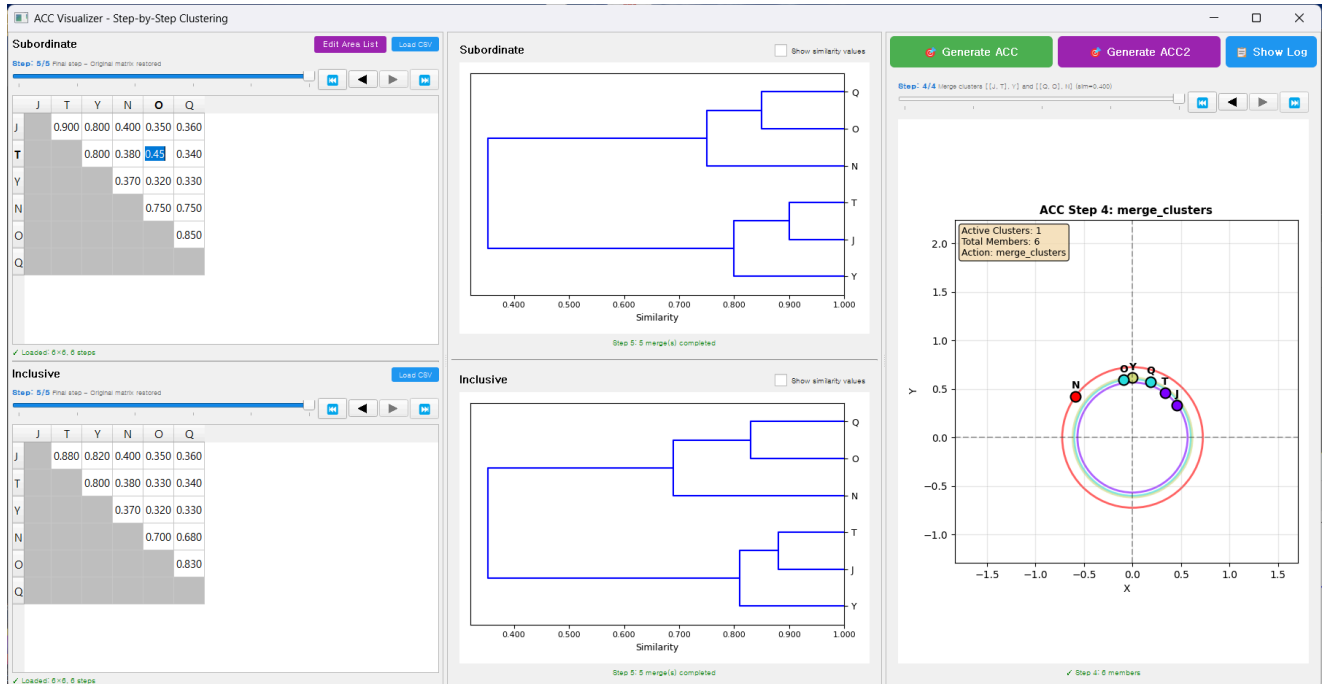 ACC Visualizer - Step-by-Step Clustering
Subordinate
Edit Area List
Load CSV
Step: 5/5 Final step - Original matrix restored
J T Y N O Q
J 0.900 0.800 0.400 0.350 0.360
T 0.800 0.380 0.45 0.340
Y 0.370 0.320 0.330
N 0.750 0.750
O 0.850
Q
✓ Loaded: 6×6, 6 steps
Inclusive
Load CSV
Step: 5/5 Final step - Original matrix restored
J T Y N O Q
J 0.880 0.820 0.400 0.350 0.360
T 0.800 0.380 0.330 0.340
Y 0.370 0.320 0.330
N 0.700 0.680
O 0.830
Q
✓ Loaded: 6×6, 6 steps
Subordinate
Show similarity values
Q
O
N
T
J
Y
0.400 0.500 0.600 0.700 0.800 0.900 1.000
Similarity
Step 5: 5 merge(s) completed
Inclusive
Show similarity values
Q
O
N
T
J
Y
0.400 0.500 0.600 0.700 0.800 0.900 1.000
Similarity
Step 5: 5 merge(s) completed
Generate ACC
Generate ACC2
Show Log
Step: 4/4 Merge clusters [[J, T], Y] and [[Q, O], N] (sim=0.400)
ACC Step 4: merge_clusters
Active Clusters: 1
Total Members: 6
Action: merge_clusters
2.0
1.5
1.0
0.5
0.0
−0.5
−1.0
Y
N
O
Y
Q
T
J
−1.5 −1.0 −0.5 0.0 0.5 1.0 1.5
X
✓ Step 4: 6 members